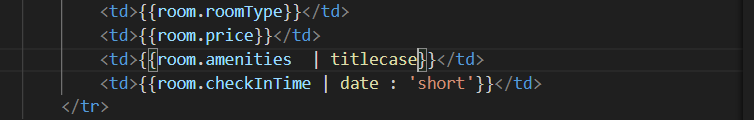 <td>{{room.roomType}}</td>
<td>{{room.price}}</td>
<td>{{room.amenities  | titlecase}}</td>
<td>{{room.checkInTime | date : 'short'}}</td>
</tr>